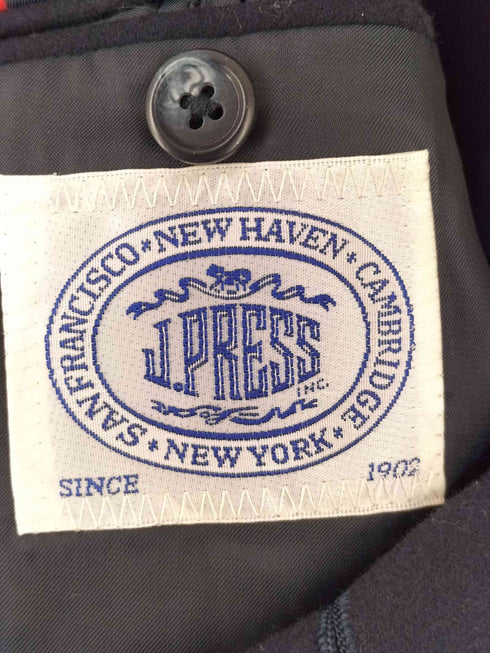 SAN FRANCISCO * NEW HAVEN * CAMBRIDGE * NEW YORK *
J. PRESS
INC.
SINCE 1902